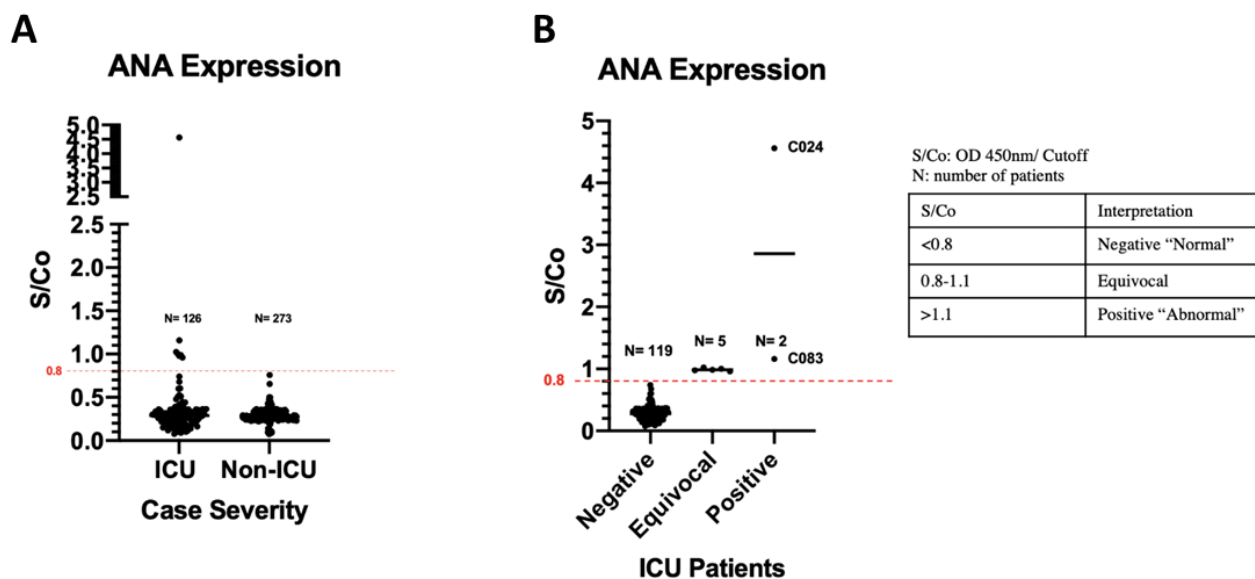 A
ANA Expression
5.0
4.5
4.0
3.5
3.0
2.5
2.5
2.0
1.5
1.0
0.8
0.5
0.0
S/Co
N= 126
N= 273
ICU
Non-ICU
Case Severity
B
ANA Expression
5
4
3
2
1
0.8
0
S/Co
C024
N= 119
N= 5
N= 2
C083
Negative
Equivocal
Positive
ICU Patients
S/Co: OD 450nm/ Cutoff
N: number of patients
S/Co Interpretation
<0.8 Negative “Normal”
0.8-1.1 Equivocal
>1.1 Positive “Abnormal”